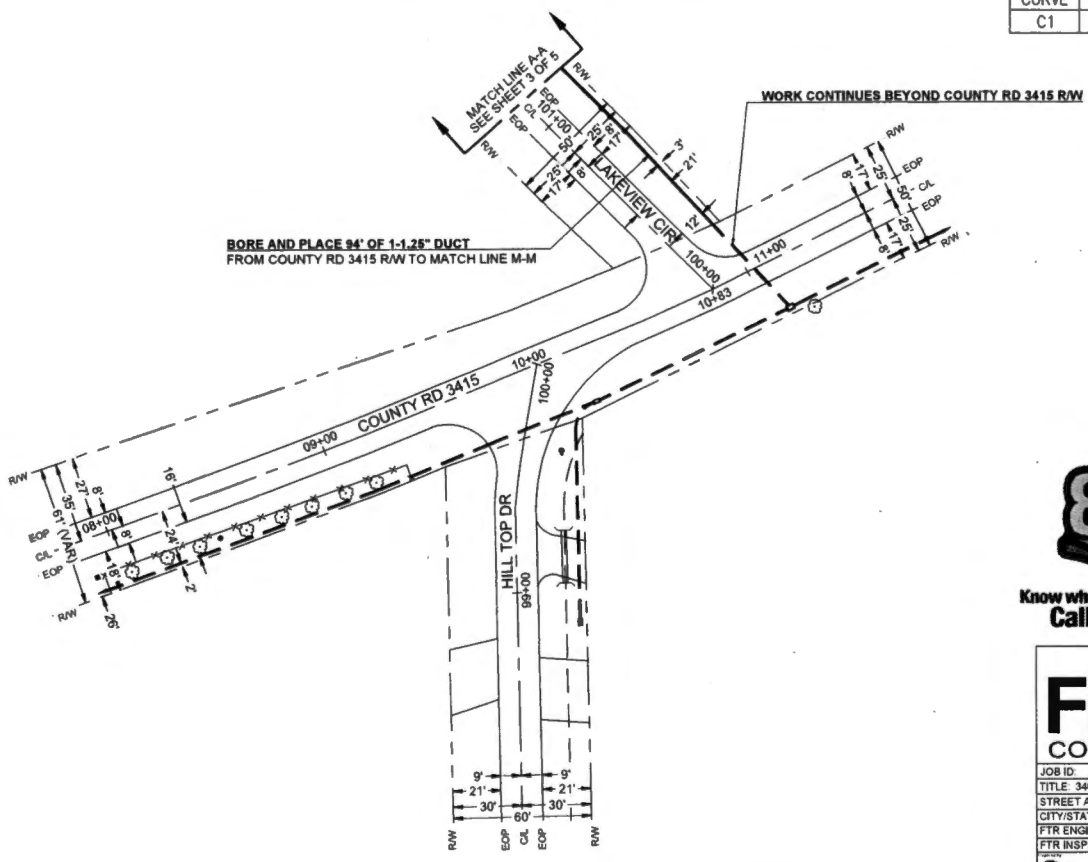 CURVE
C1
MATCH LINE A-A
SEE SHEET 3 OF 5
R/W
R/W
EOP
C/L
EOP
101+00
25'
50'
25'
17'
8'
17'
8'
3'
21'
12'
WORK CONTINUES BEYOND COUNTY RD 3415 R/W
LAKEVIEW CIR
100+00
BORE AND PLACE 94' OF 1-1.25" DUCT
FROM COUNTY RD 3415 R/W TO MATCH LINE M-M
R/W
EOP
C/L
EOP
R/W
17'
25'
50'
8'
25'
17'
8'
11+00
10+83
10+00
100+00
COUNTY RD 3415
09+00
08+00
R/W
EOP
C/L
EOP
R/W
27'
35'
61' (VAR)
8'
8'
18'
26'
16'
24'
2'
HILL TOP DR
99+00
9'
9'
21'
21'
30'
30'
60'
R/W
EOP
C/L
EOP
R/W
Know wh
Call
F
CO
JOB ID:
TITLE: 34
STREET A
CITY/STA
FTR ENGI
FTR INSP